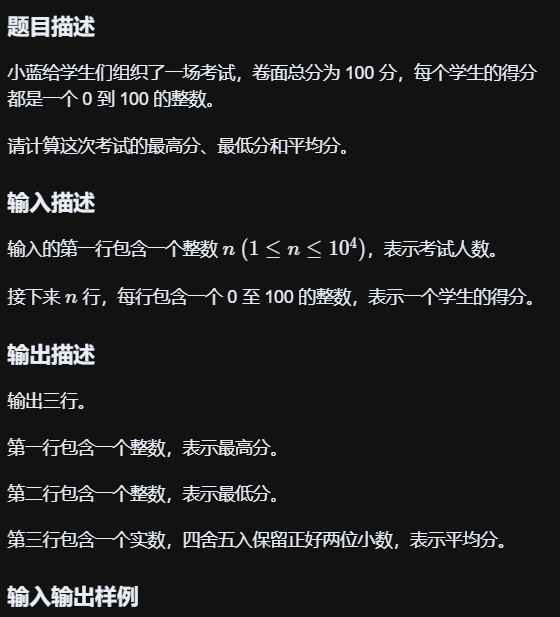 题目描述
小蓝给学生们组织了一场考试，卷面总分为 100 分，每个学生的得分
都是一个 0 到 100 的整数。
请计算这次考试的最高分、最低分和平均分。
输入描述
输入的第一行包含一个整数 n (1 ≤ n ≤ 10⁴)，表示考试人数。
接下来 n 行，每行包含一个 0 至 100 的整数，表示一个学生的得分。
输出描述
输出三行。
第一行包含一个整数，表示最高分。
第二行包含一个整数，表示最低分。
第三行包含一个实数，四舍五入保留正好两位小数，表示平均分。
输入输出样例